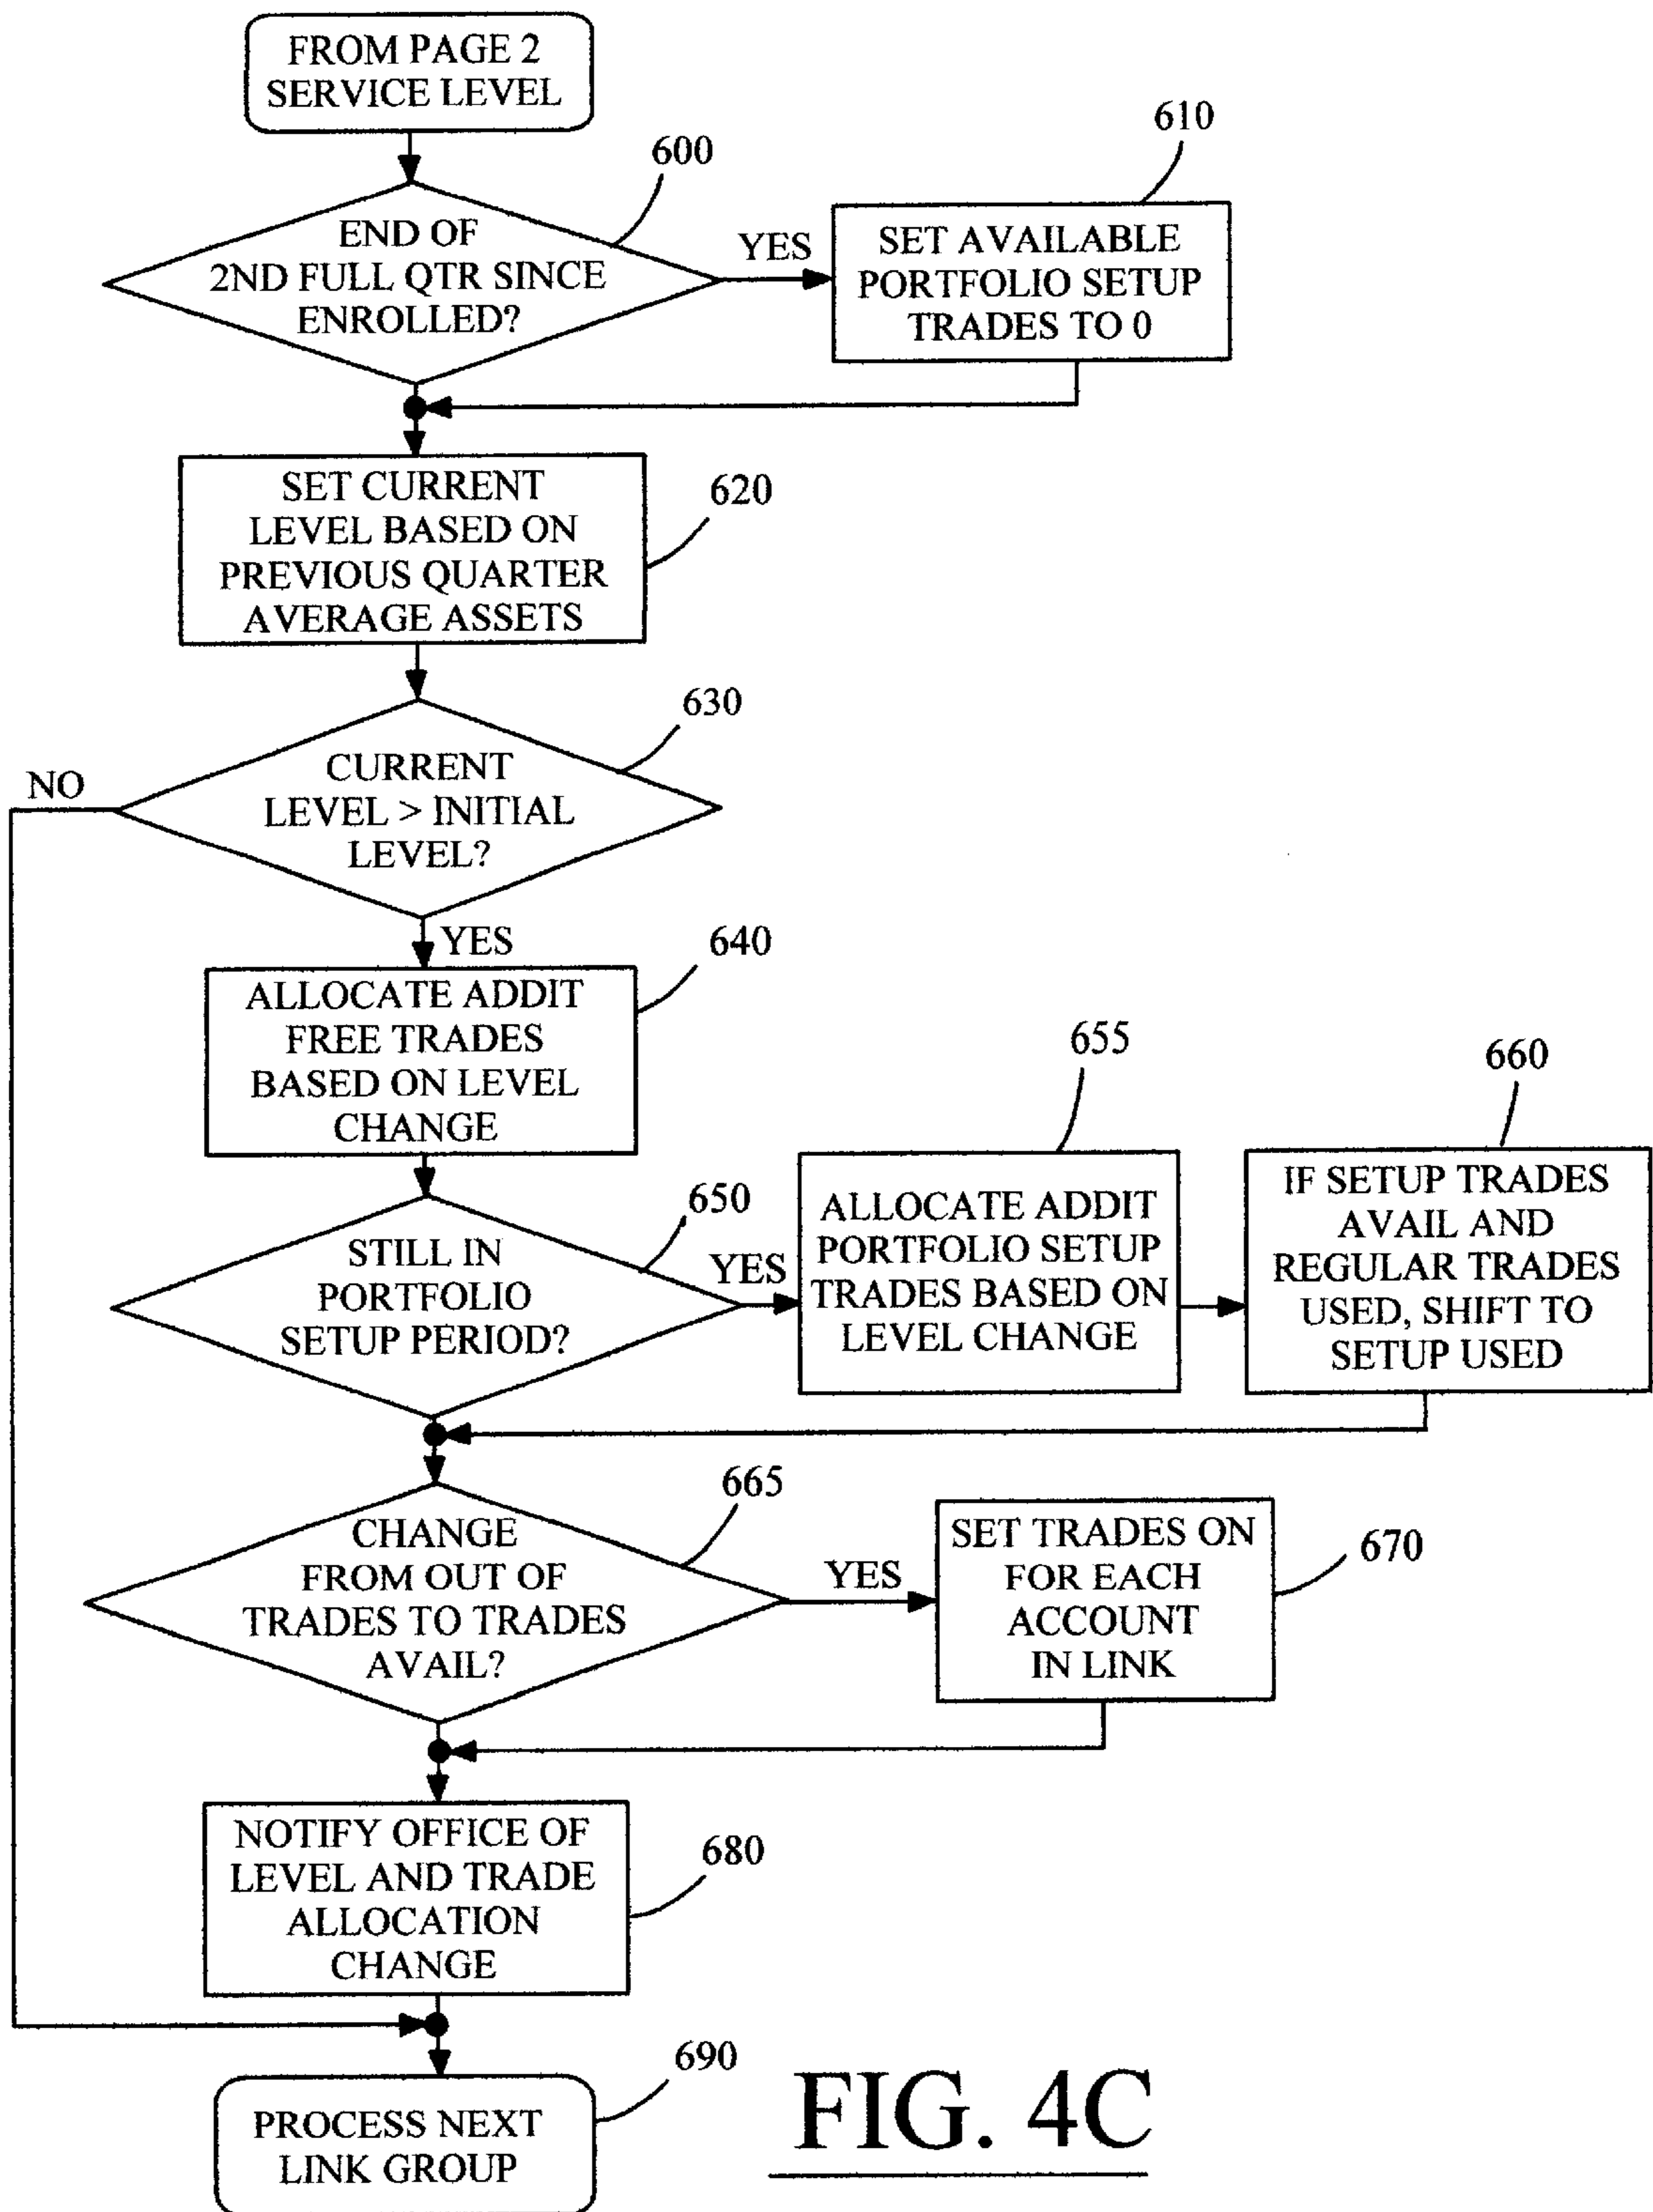 FROM PAGE 2
SERVICE LEVEL
600
END OF
2ND FULL QTR SINCE
ENROLLED?
YES
610
SET AVAILABLE
PORTFOLIO SETUP
TRADES TO 0
SET CURRENT
LEVEL BASED ON
PREVIOUS QUARTER
AVERAGE ASSETS
620
630
CURRENT
LEVEL > INITIAL
LEVEL?
NO
YES
640
ALLOCATE ADDIT
FREE TRADES
BASED ON LEVEL
CHANGE
650
STILL IN
PORTFOLIO
SETUP PERIOD?
YES
655
ALLOCATE ADDIT
PORTFOLIO SETUP
TRADES BASED ON
LEVEL CHANGE
660
IF SETUP TRADES
AVAIL AND
REGULAR TRADES
USED, SHIFT TO
SETUP USED
665
CHANGE
FROM OUT OF
TRADES TO TRADES
AVAIL?
YES
SET TRADES ON
FOR EACH
ACCOUNT
IN LINK
670
NOTIFY OFFICE OF
LEVEL AND TRADE
ALLOCATION
CHANGE
680
690
PROCESS NEXT
LINK GROUP
FIG. 4C